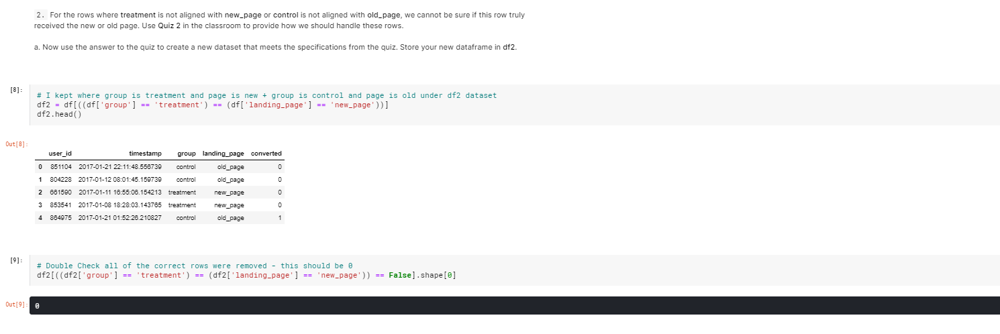 2. For the rows where treatment is not aligned with new_page or control is not aligned with old_page, we cannot be sure if this row truly
received the new or old page. Use Quiz 2 in the classroom to provide how we should handle these rows.
a. Now use the answer to the quiz to create a new dataset that meets the specifications from the quiz. Store your new dataframe in df2.
[8]:
# I kept where group is treatment and page is new + group is control and page is old under df2 dataset
df2 = df[((df['group'] == 'treatment') == (df['landing_page'] == 'new_page'))]
df2.head()
Out[8]:
user_id timestamp group landing_page converted
0 851104 2017-01-21 22:11:48.556739 control old_page 0
1 804228 2017-01-12 08:01:45.159739 control old_page 0
2 661590 2017-01-11 16:55:06.154213 treatment new_page 0
3 853541 2017-01-08 18:28:03.143765 treatment new_page 0
4 864975 2017-01-21 01:52:26.210827 control old_page 1
[9]:
# Double Check all of the correct rows were removed - this should be 0
df2[((df2['group'] == 'treatment') == (df2['landing_page'] == 'new_page')) == False].shape[0]
Out[9]:
0